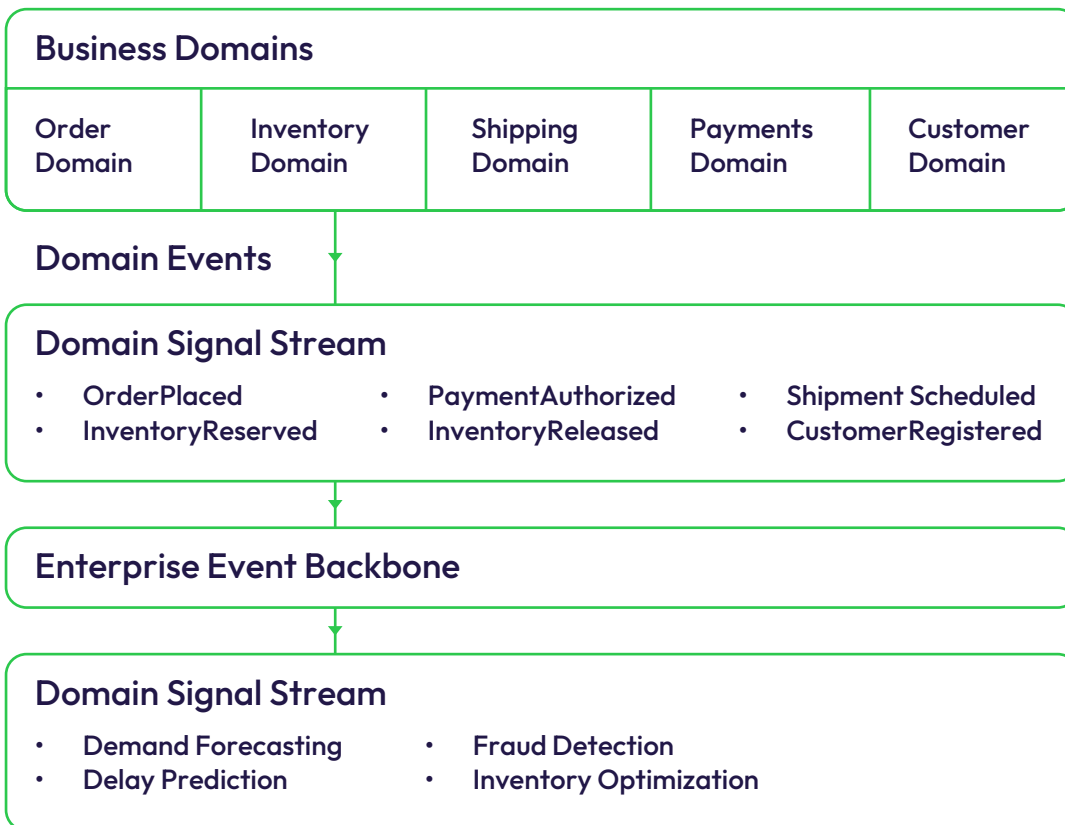 Business Domains
Order
Domain
Inventory
Domain
Shipping
Domain
Payments
Domain
Customer
Domain
Domain Events
Domain Signal Stream
• OrderPlaced
• InventoryReserved
• PaymentAuthorized
• InventoryReleased
• Shipment Scheduled
• CustomerRegistered
Enterprise Event Backbone
Domain Signal Stream
• Demand Forecasting
• Delay Prediction
• Fraud Detection
• Inventory Optimization